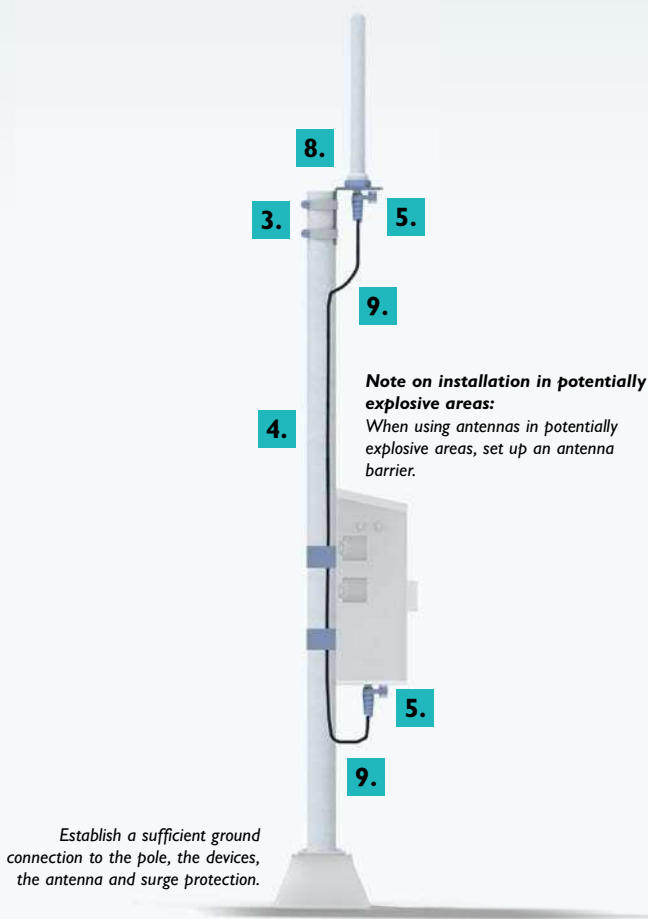 8.
3.
5.
9.
Note on installation in potentially
explosive areas:
When using antennas in potentially
explosive areas, set up an antenna
barrier.
4.
5.
9.
Establish a sufficient ground
connection to the pole, the devices,
the antenna and surge protection.